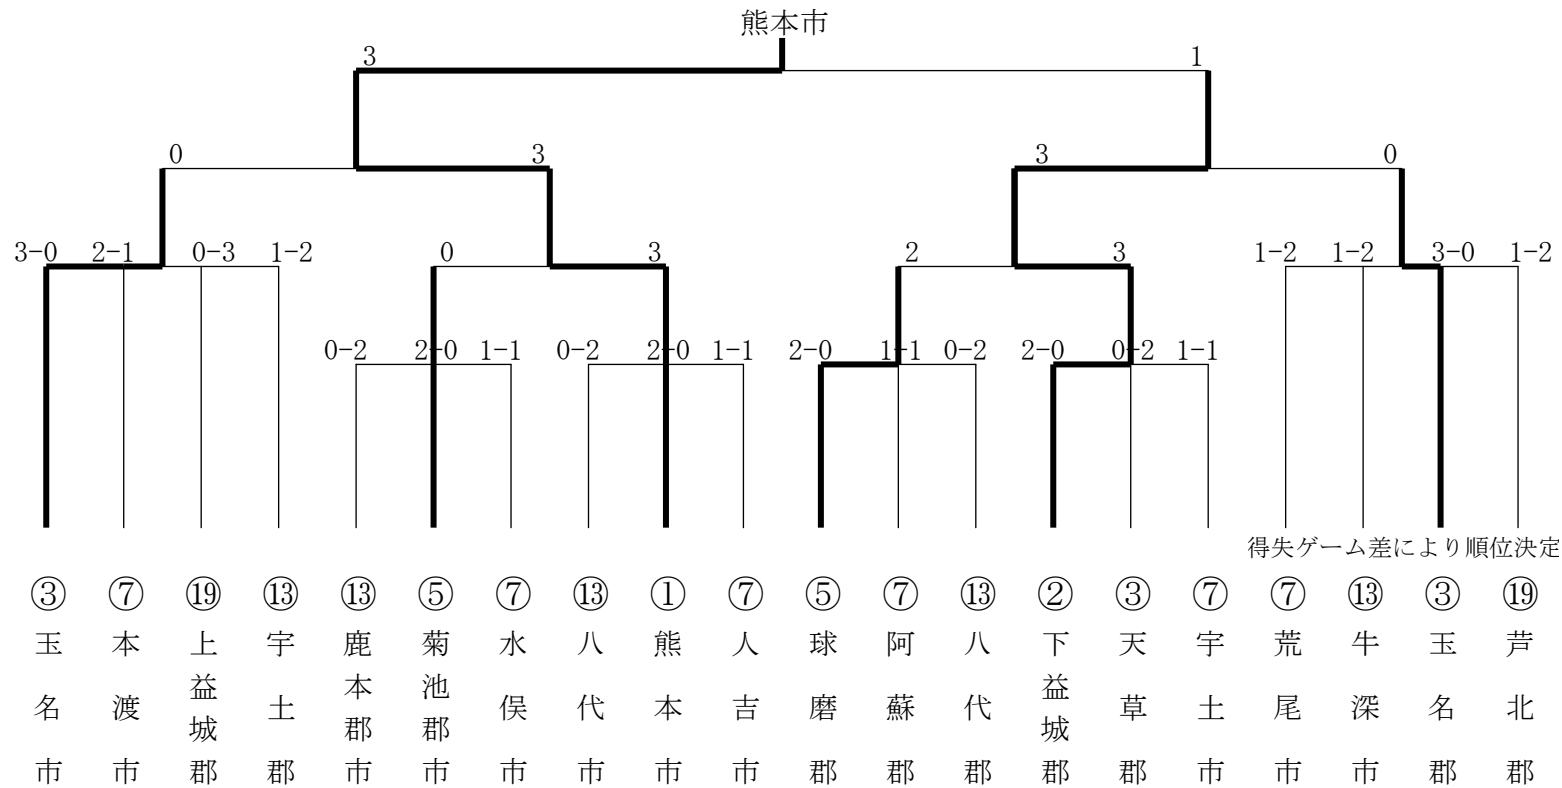 熊本市
3 1
0 3 3 0
3-0 2-1 0-3 1-2 0 3 2 3 1-2 1-2 3-0 1-2
0-2 2-0 1-1 0-2 2-0 1-1 2-0 1-1 0-2 2-0 0-2 1-1
得失ゲーム差により順位決定
③ ⑦ ⑲ ⑬ ⑬ ⑤ ⑦ ⑬ ① ⑦ ⑤ ⑦ ⑬ ② ③ ⑦ ⑦ ⑬ ③ ⑲
玉名市
本渡市
上益城郡
宇土郡
鹿本郡市
菊池郡市
水俣市
八代市
熊本市
人吉市
球磨郡
阿蘇郡
八代郡
下益城郡
天草郡
宇土市
荒尾市
牛深市
玉名郡
芦北郡